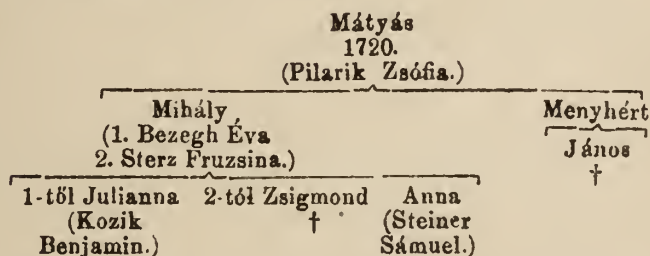 Mátyás
1720.
(Pilarik Zsófia.)
Mihály Menyhért
(1. Bezegh Éva János
2. Sterz Fruzsina.) †
1-től Julianna 2-tól Zsigmond Anna
(Kozik † (Steiner
Benjamin.) Sámuel.)